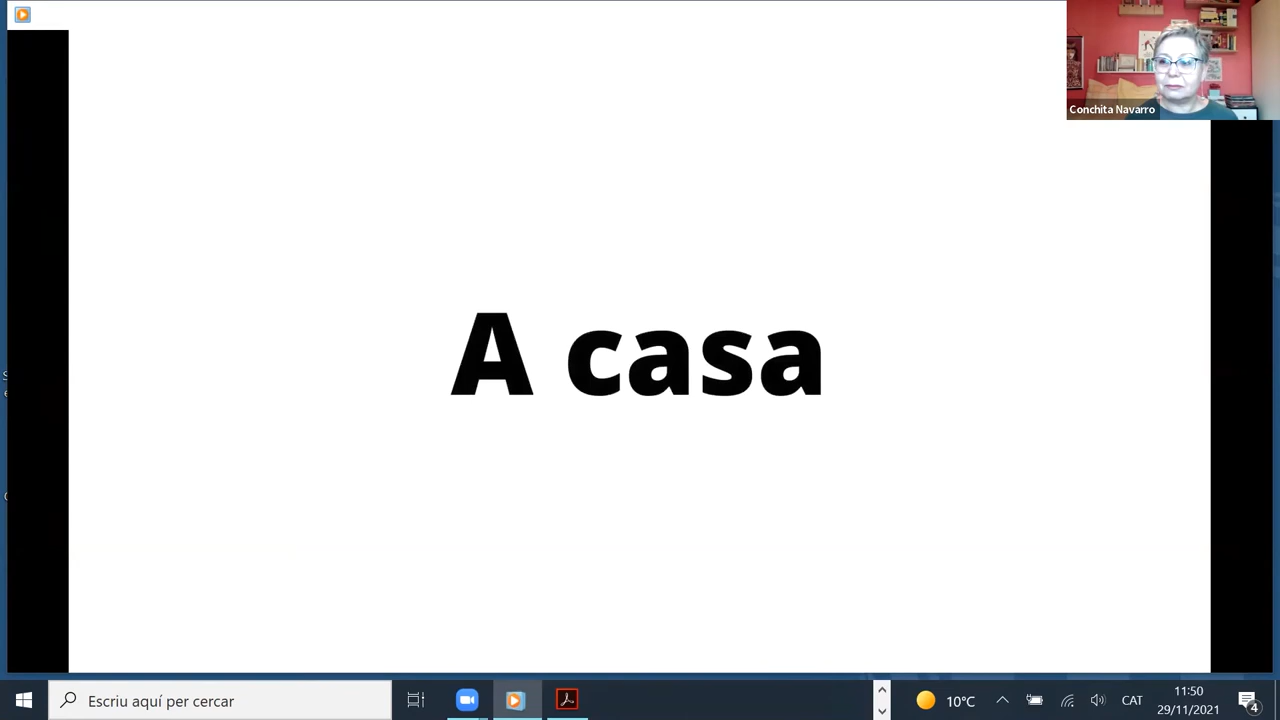 Conchita Navarro
A casa
Escriu aquí per cercar
10°C
CAT
11:50
29/11/2021
4